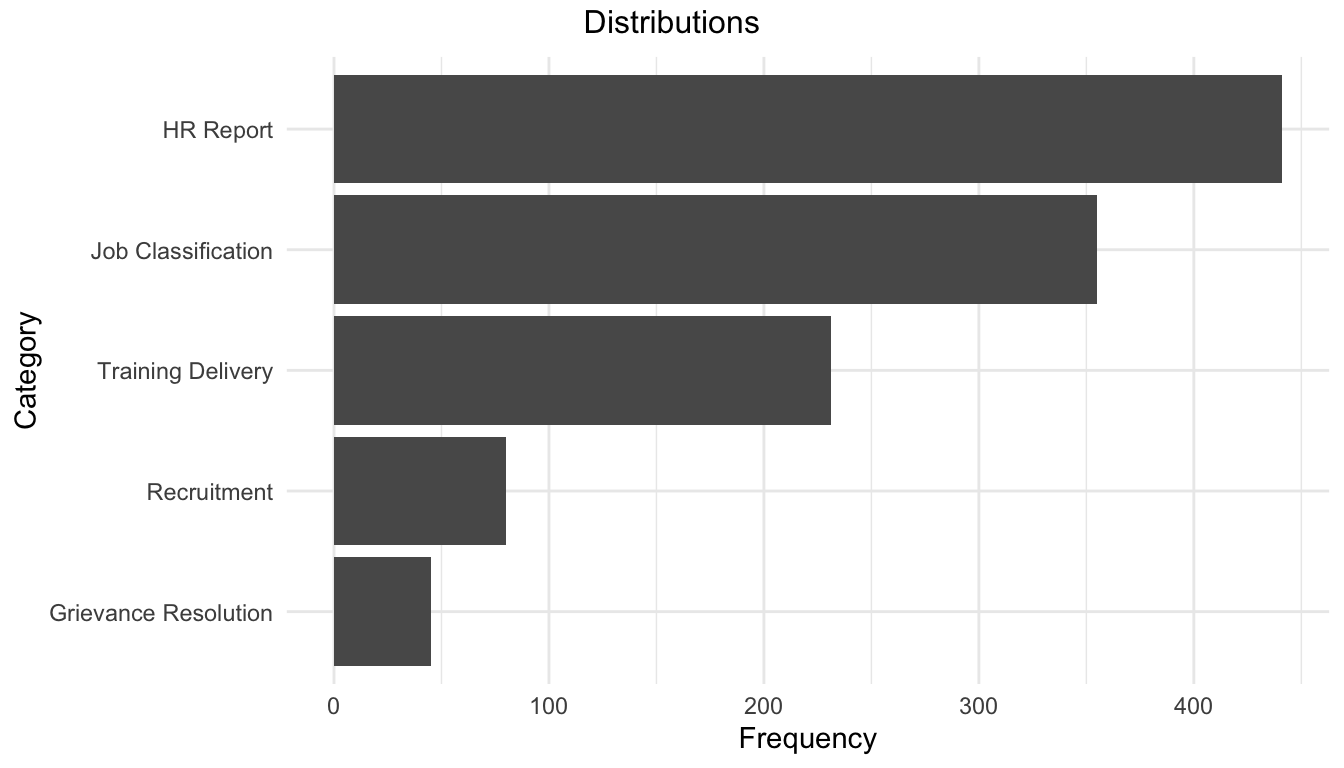 Distributions
HR Report
Job Classification
Training Delivery
Recruitment
Grievance Resolution
Category
0 100 200 300 400
Frequency